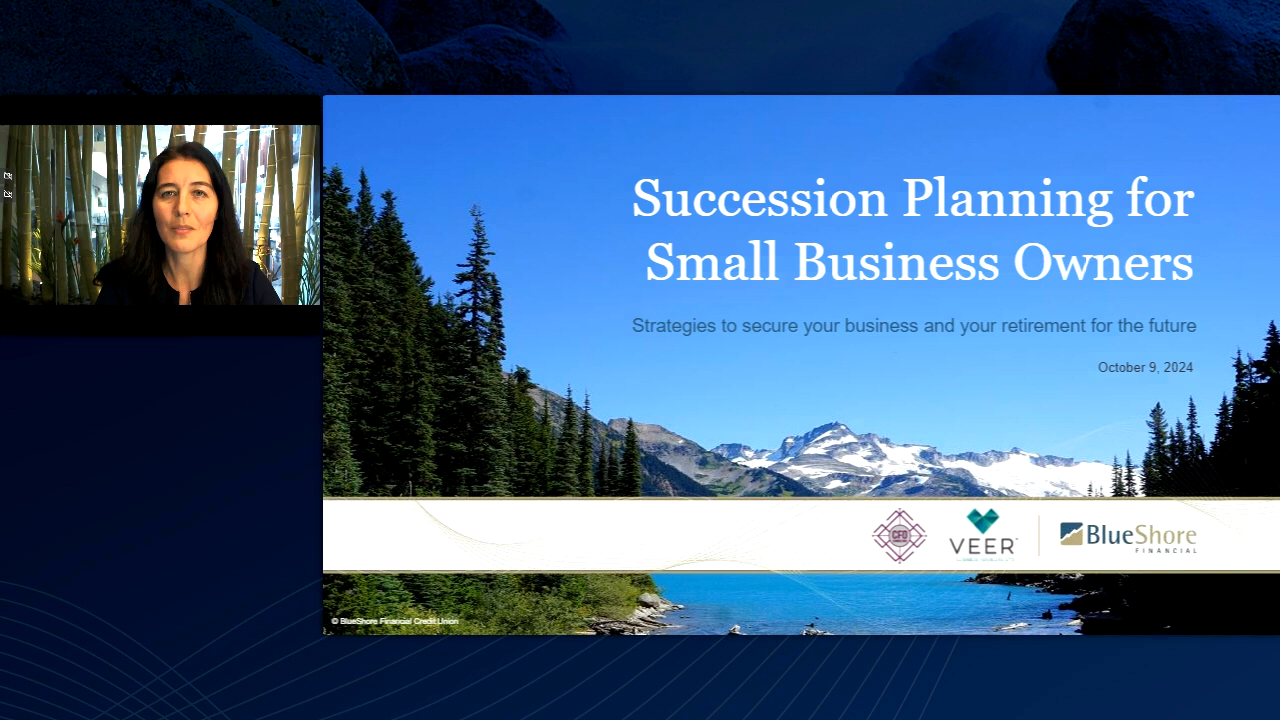 Succession Planning for
Small Business Owners
Strategies to secure your business and your retirement for the future
October 9, 2024
CFO
VEER
BlueShore
FINANCIAL
© BlueShore Financial Credit Union